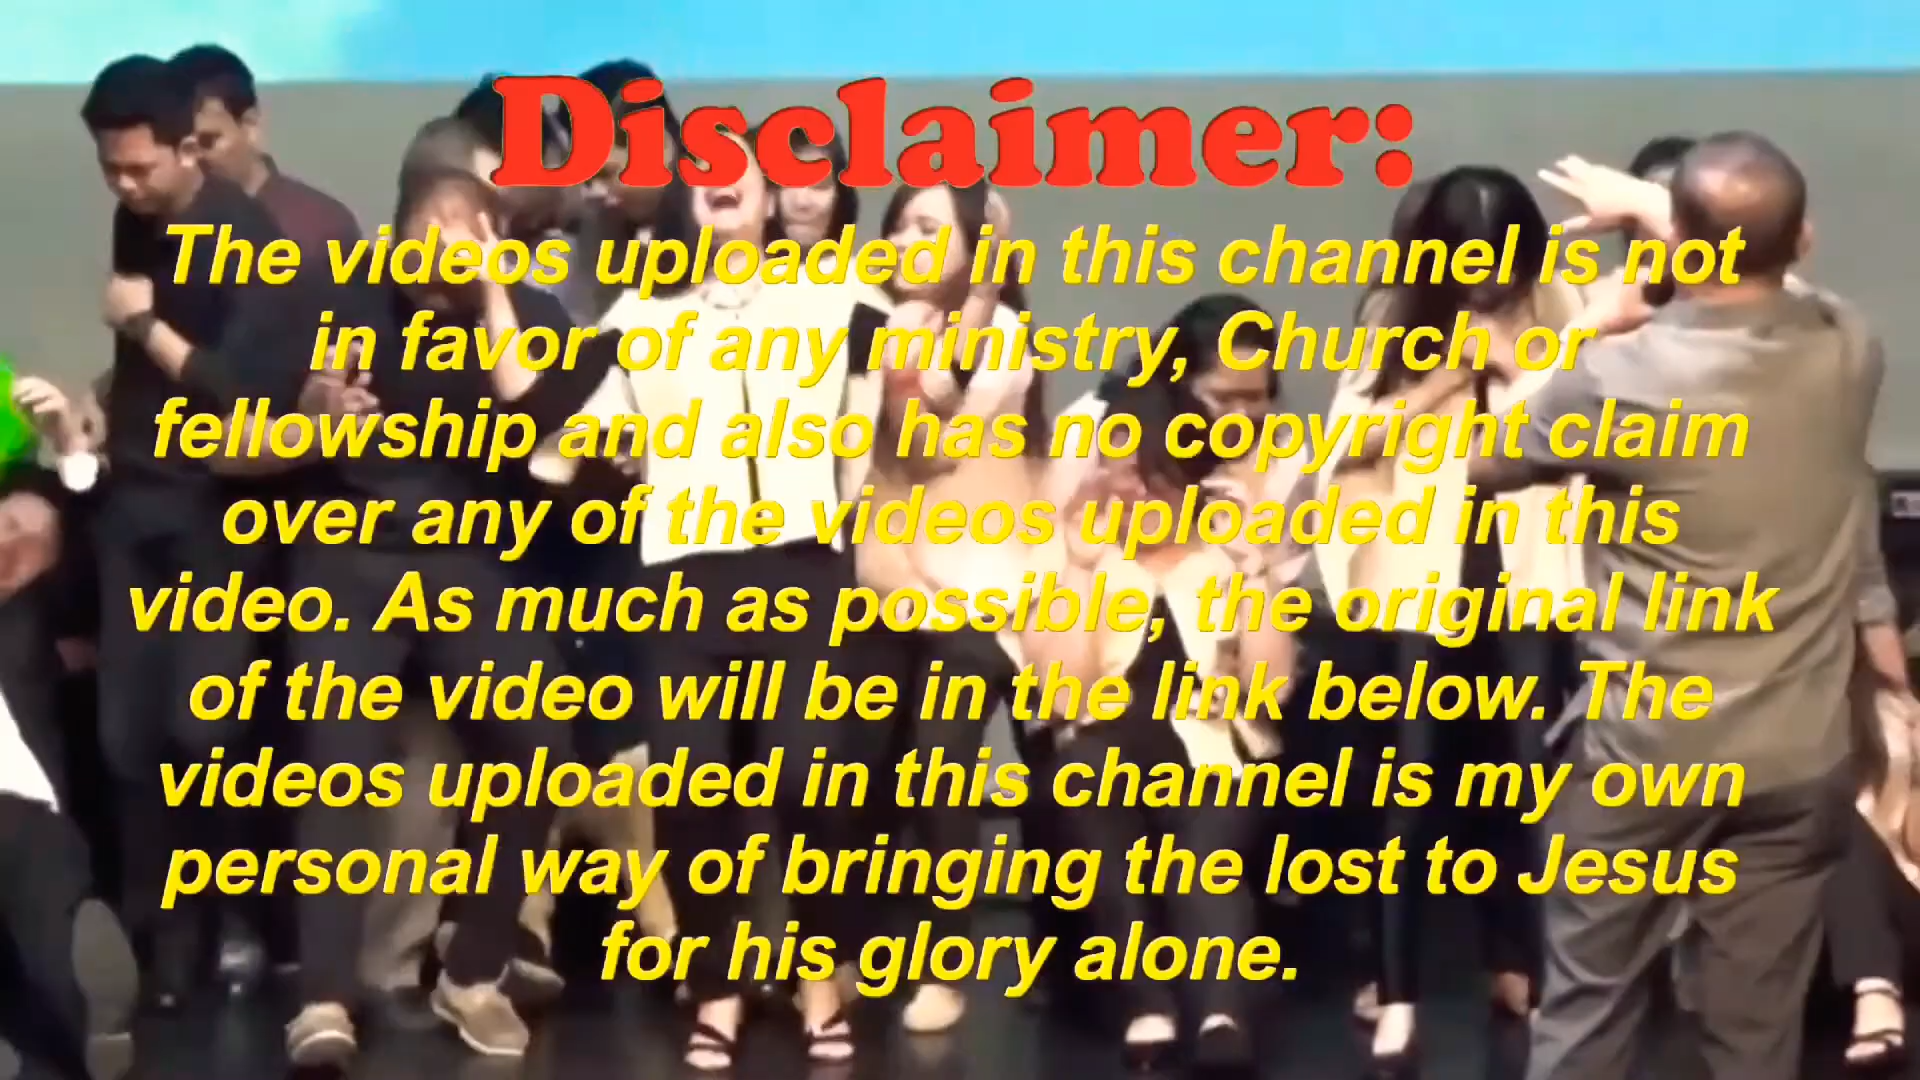 Disclaimer:
The videos uploaded in this channel is not
in favor of any ministry, Church or
fellowship and also has no copyright claim
over any of the videos uploaded in this
video. As much as possible, the original link
of the video will be in the link below. The
videos uploaded in this channel is my own
personal way of bringing the lost to Jesus
for his glory alone.